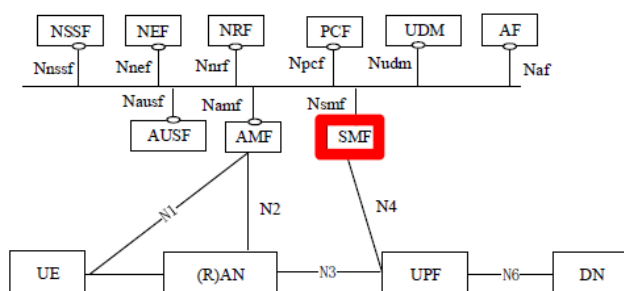 NSSF NEF NRF PCF UDM AF
Nnssf Nnef Nnrf Npcf Nudm Naf
Nausf Namf Nsmf
AUSF AMF SMF
N1 N2 N4
UE (R)AN N3 UPF N6 DN